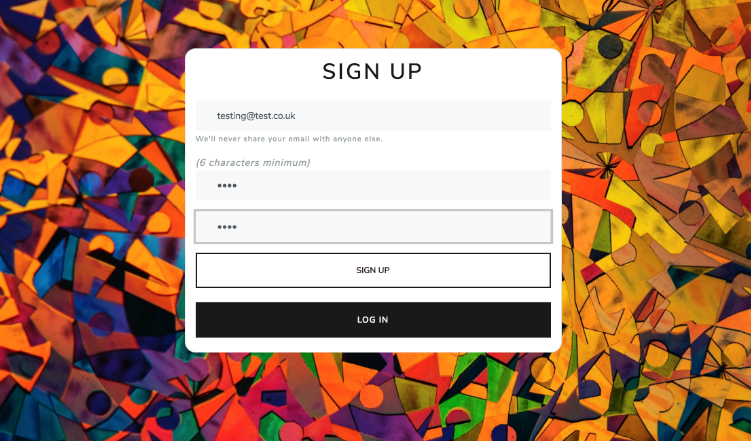 SIGN UP
testing@test.co.uk
We'll never share your email with anyone else.
(6 characters minimum)
••••
••••
SIGN UP
LOG IN